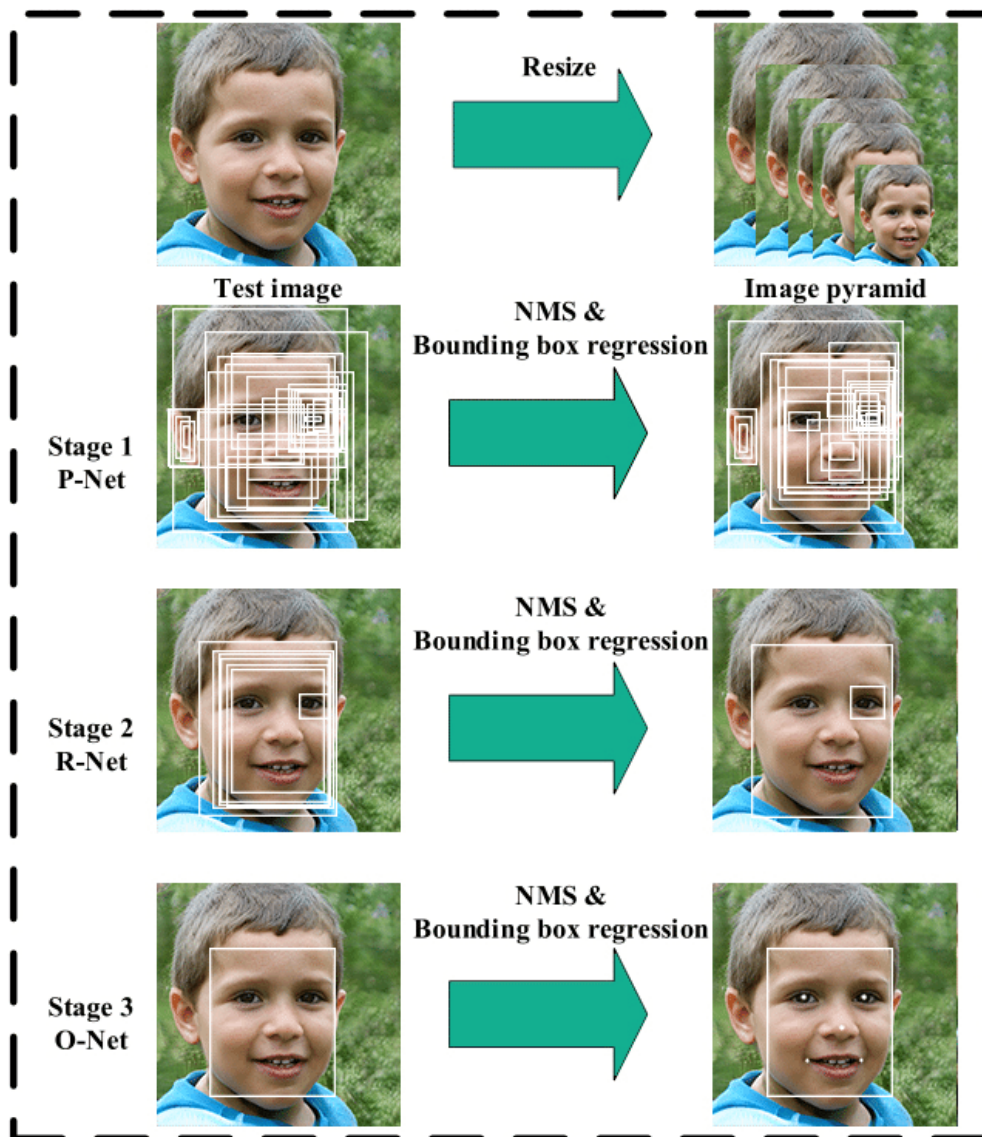 Resize
Test image
Image pyramid
NMS &
Bounding box regression
Stage 1
P-Net
NMS &
Bounding box regression
Stage 2
R-Net
NMS &
Bounding box regression
Stage 3
O-Net